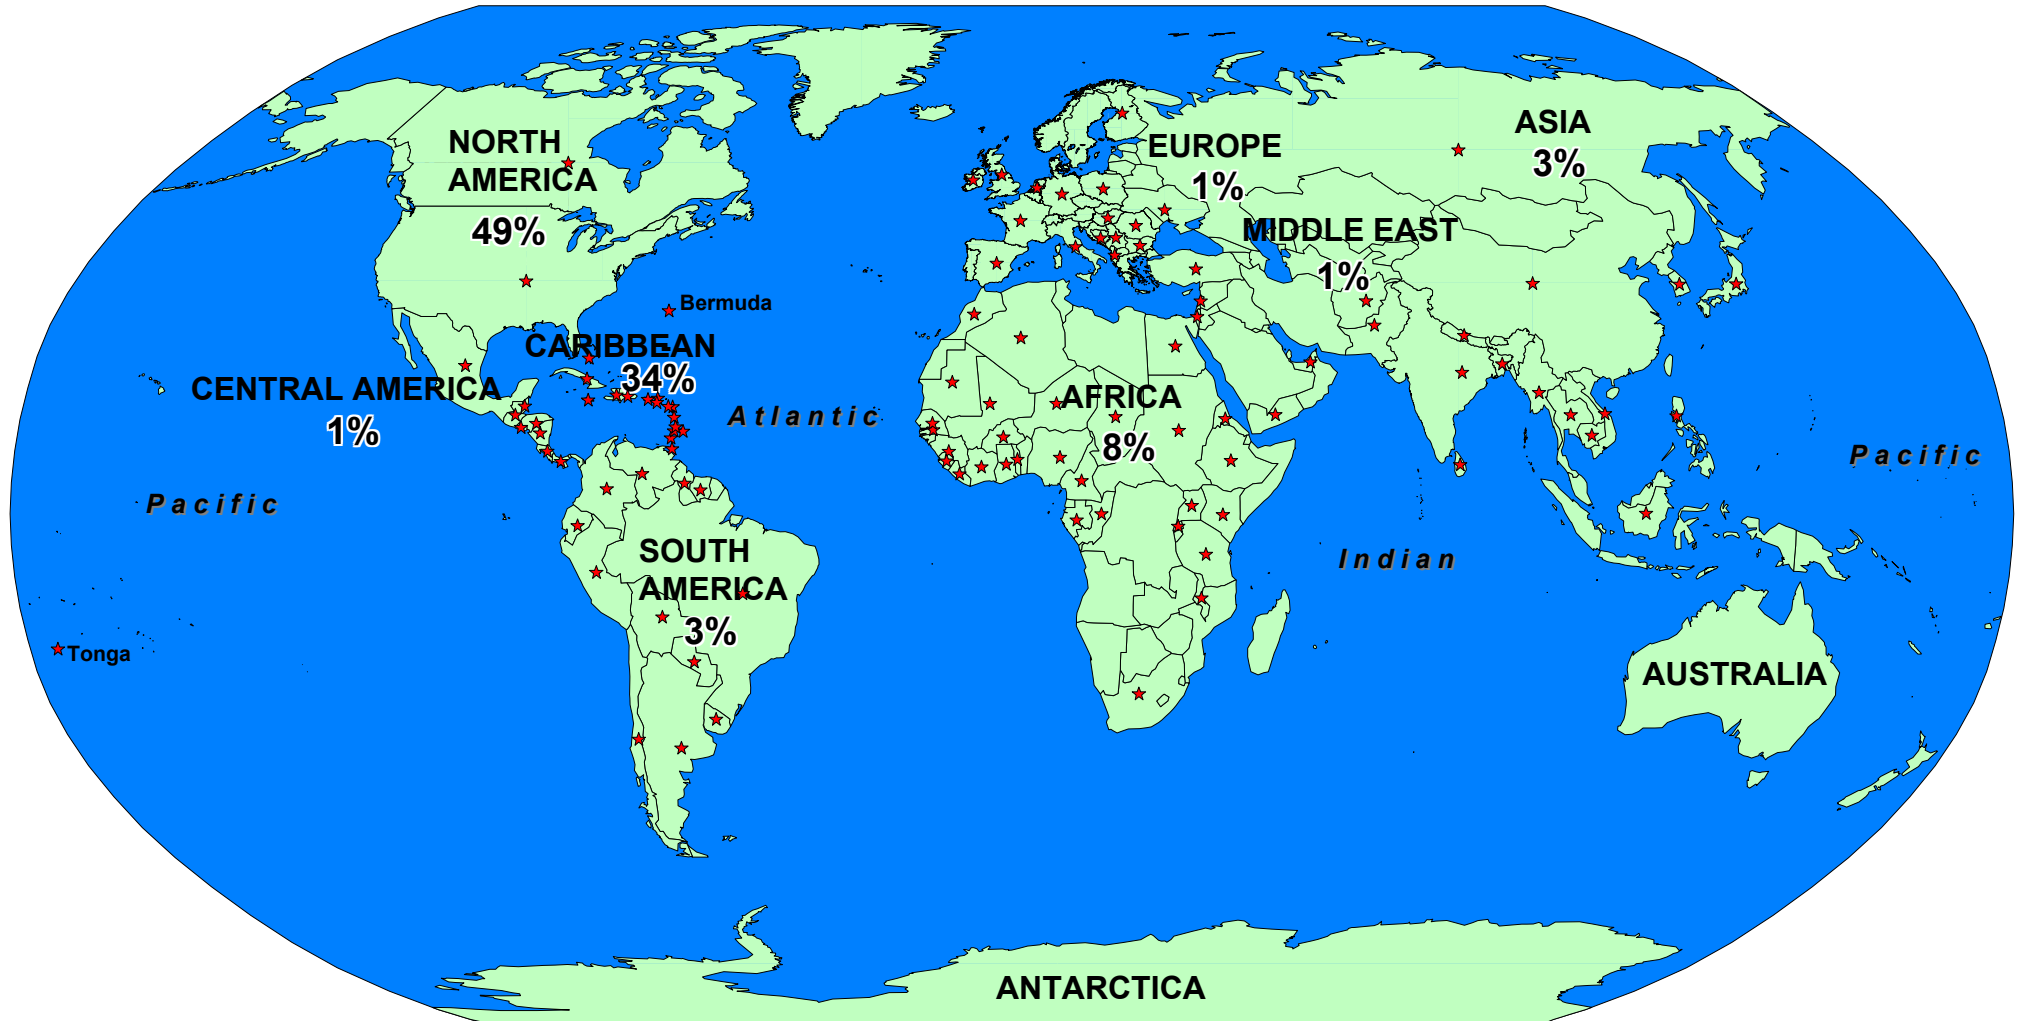 NORTH
AMERICA
49%
ASIA
3%
EUROPE
1%
MIDDLE EAST
1%
Bermuda
CARIBBEAN
34%
CENTRAL AMERICA
1%
Atlantic
AFRICA
8%
Pacific
Pacific
Indian
SOUTH
AMERICA
3%
Tonga
AUSTRALIA
ANTARCTICA